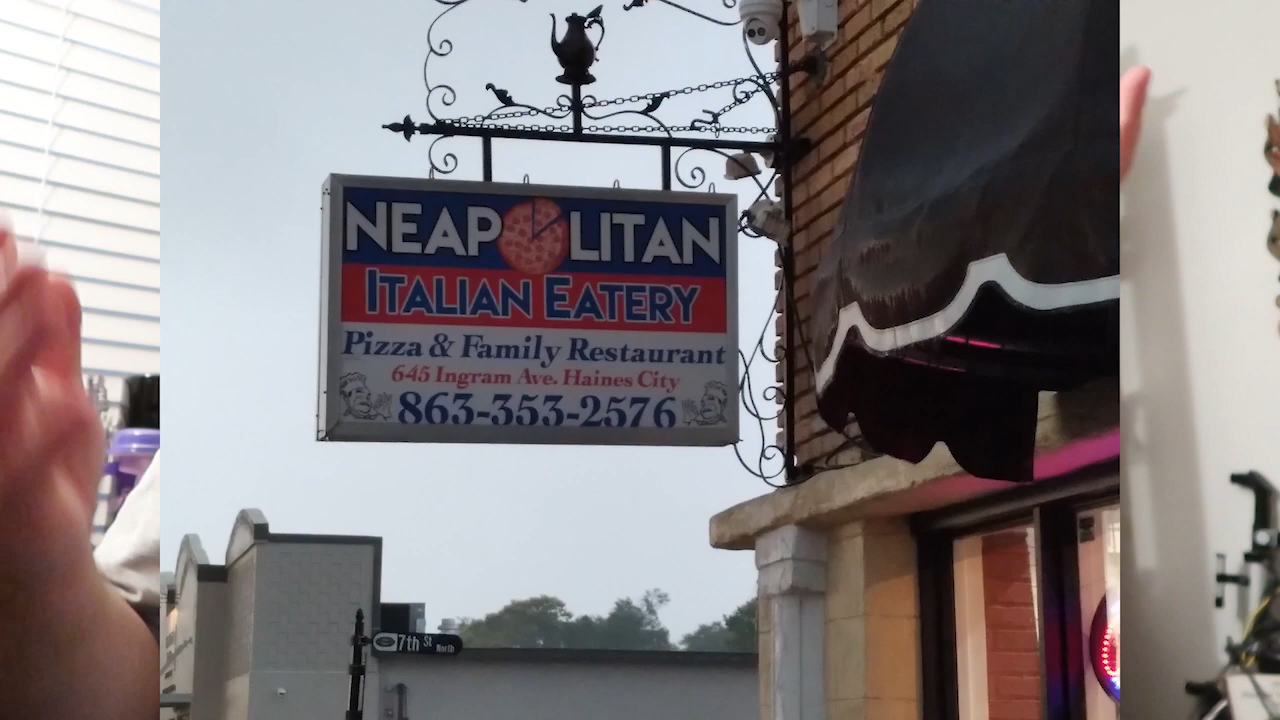 NEAPOLITAN
ITALIAN EATERY
Pizza & Family Restaurant
645 Ingram Ave. Haines City
863-353-2576
7th St North